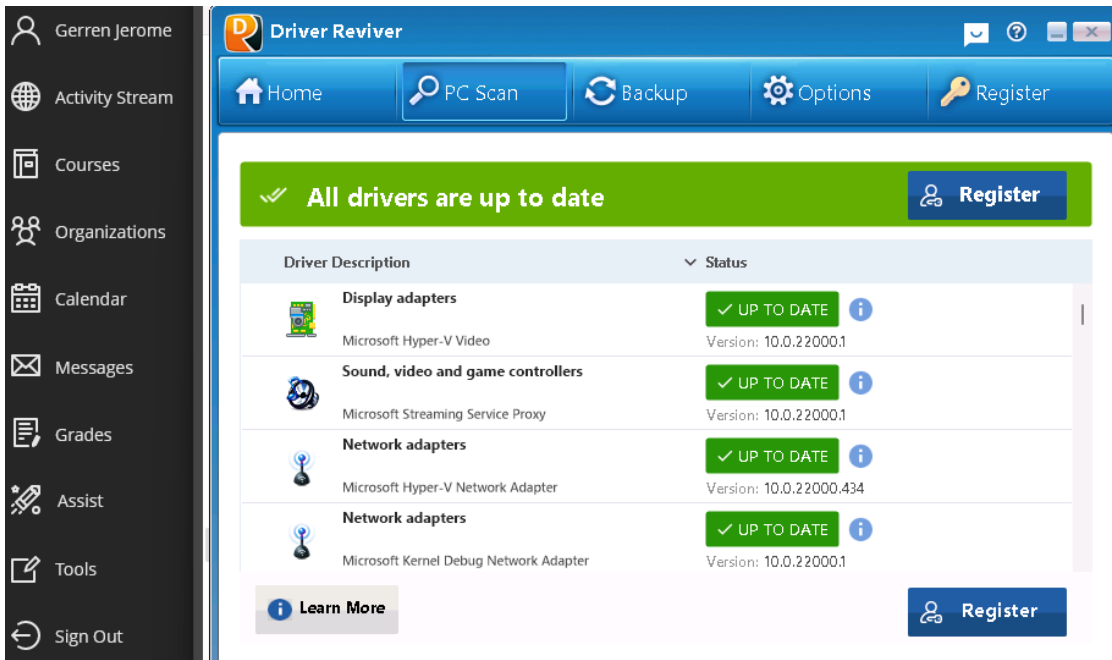 Gerren Jerome
Activity Stream
Courses
Organizations
Calendar
Messages
Grades
Assist
Tools
Sign Out
Driver Reviver
Home
PC Scan
Backup
Options
Register
All drivers are up to date
Register
Driver Description
Status
Display adapters
UP TO DATE
Microsoft Hyper-V Video
Version: 10.0.22000.1
Sound, video and game controllers
UP TO DATE
Microsoft Streaming Service Proxy
Version: 10.0.22000.1
Network adapters
UP TO DATE
Microsoft Hyper-V Network Adapter
Version: 10.0.22000.434
Network adapters
UP TO DATE
Microsoft Kernel Debug Network Adapter
Version: 10.0.22000.1
Learn More
Register